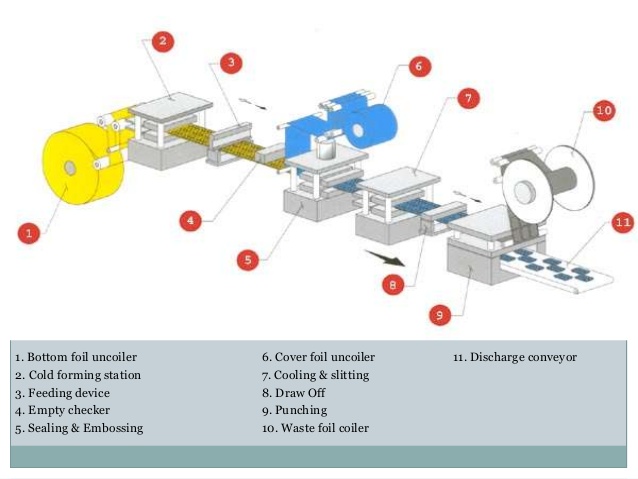 2
3
6
7
10
1
4
5
8
9
11
1. Bottom foil uncoiler
2. Cold forming station
3. Feeding device
4. Empty checker
5. Sealing & Embossing
6. Cover foil uncoiler
7. Cooling & slitting
8. Draw Off
9. Punching
10. Waste foil coiler
11. Discharge conveyor